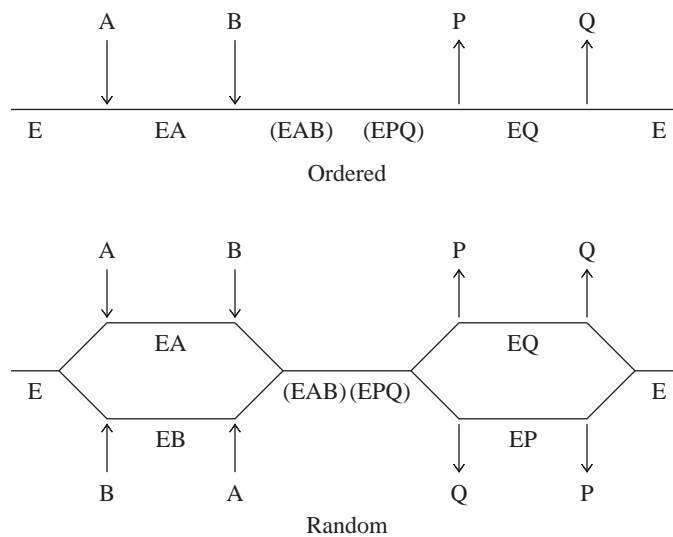 A B P Q
E EA (EAB) (EPQ) EQ E
Ordered
A B P Q
EA EQ
E (EAB) (EPQ) E
EB EP
B A Q P
Random